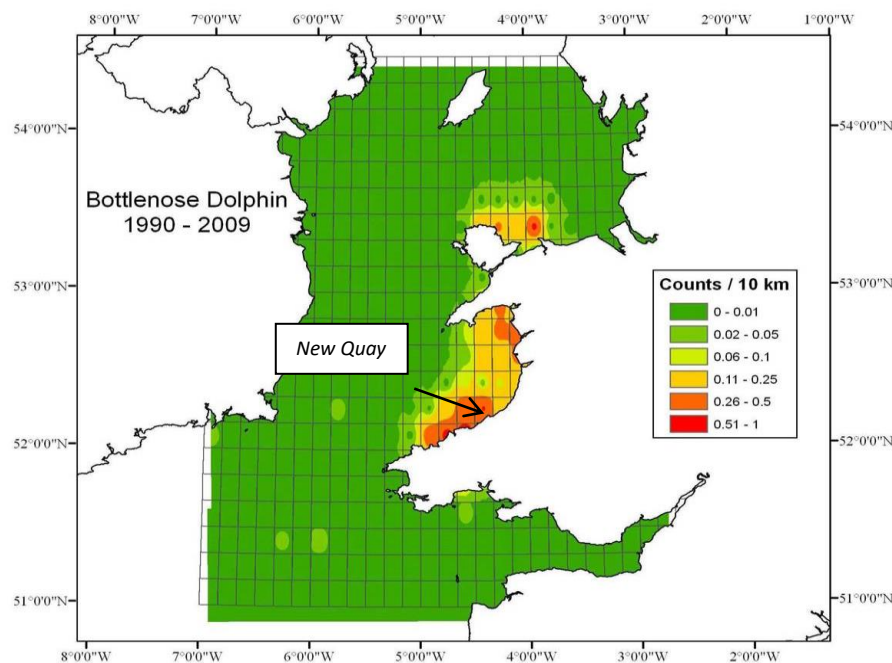 8°0'0"W 7°0'0"W 6°0'0"W 5°0'0"W 4°0'0"W 3°0'0"W 2°0'0"W 1°0'0"W
54°0'0"N 54°0'0"N
Bottlenose Dolphin
1990 - 2009
53°0'0"N 53°0'0"N
Counts / 10 km
0 - 0.01
0.02 - 0.05
0.06 - 0.1
0.11 - 0.25
0.26 - 0.5
0.51 - 1
New Quay
52°0'0"N 52°0'0"N
51°0'0"N 51°0'0"N
8°0'0"W 7°0'0"W 6°0'0"W 5°0'0"W 4°0'0"W 3°0'0"W 2°0'0"W